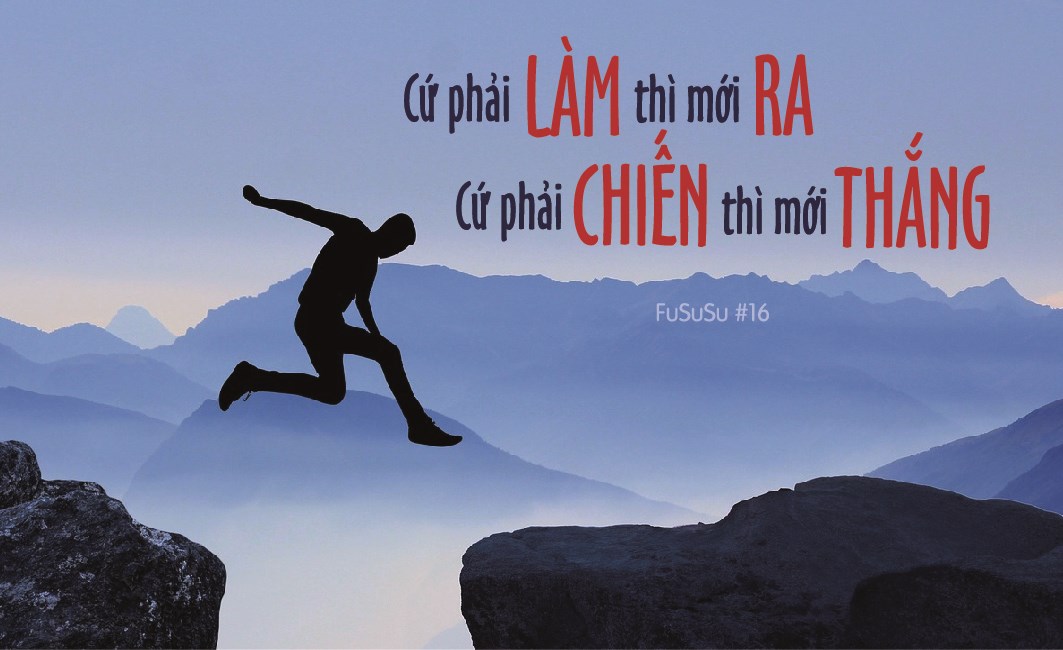 Cứ phải LÀM thì mới RA
Cứ phải CHIẾN thì mới THẮNG
FuSuSu #16